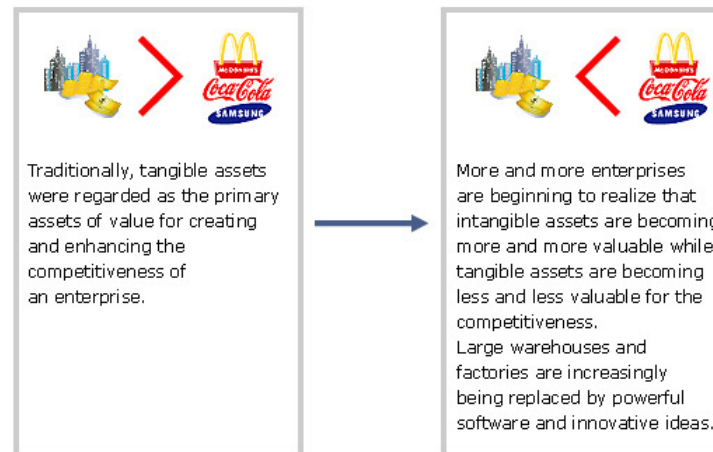 McDonald's
Coca-Cola
SAMSUNG
Traditionally, tangible assets
were regarded as the primary
assets of value for creating
and enhancing the
competitiveness of
an enterprise.
McDonald's
Coca-Cola
SAMSUNG
More and more enterprises
are beginning to realize that
intangible assets are becoming
more and more valuable while
tangible assets are becoming
less and less valuable for the
competitiveness.
Large warehouses and
factories are increasingly
being replaced by powerful
software and innovative ideas.